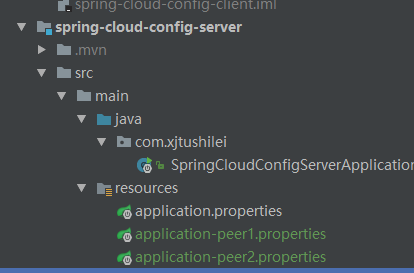 spring-cloud-config-client.iml
spring-cloud-config-server
.mvn
src
main
java
com.xjtushilei
SpringCloudConfigServerApplication
resources
application.properties
application-peer1.properties
application-peer2.properties